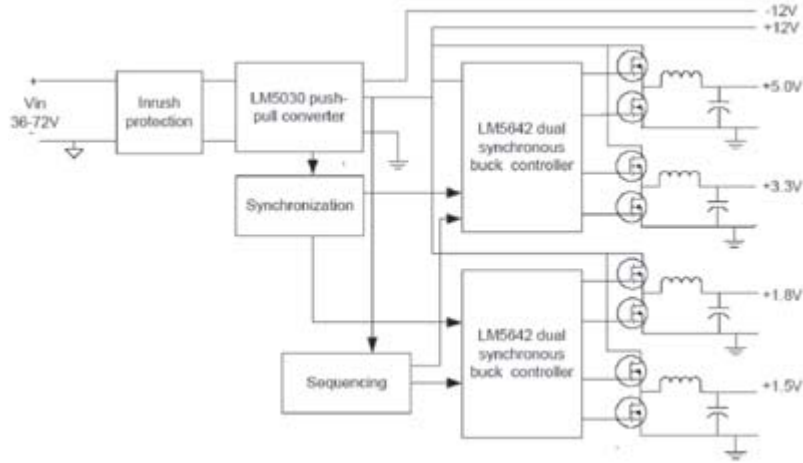 -12V
+12V
Vin
36-72V
Inrush
protection
LM5030 push-
pull converter
LM5642 dual
synchronous
buck controller
+5.0V
+3.3V
Synchronization
LM5642 dual
synchronous
buck controller
+1.8V
Sequencing
+1.5V